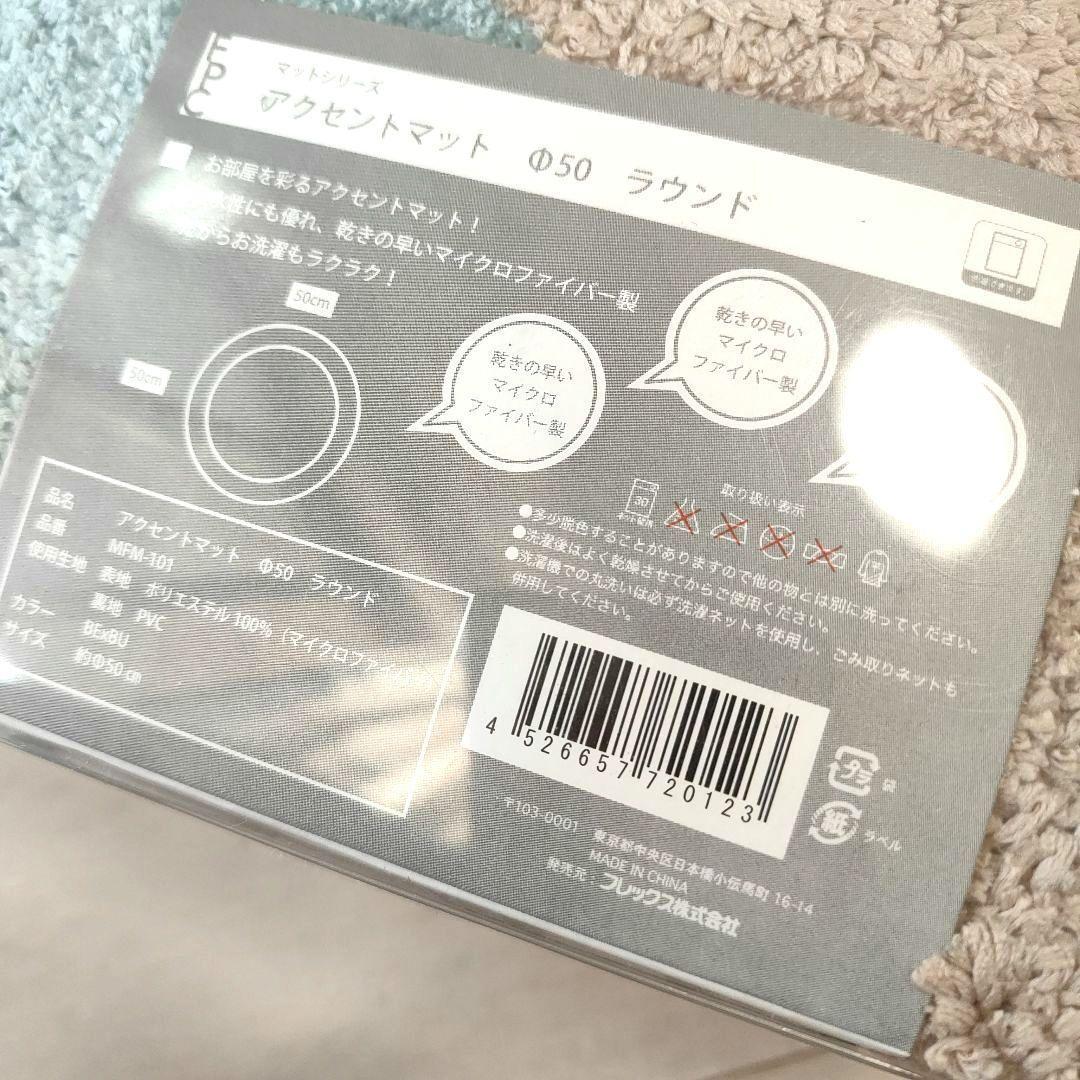 EPC
マットシリーズ
アクセントマット Φ50 ラウンド
お部屋を彩るアクセントマット！
水性にも優れ、乾きの早いマイクロファイバー製
からお洗濯もラクラク！
50cm
50cm
乾きの早い
マイクロ
ファイバー製
乾きの早い
マイクロ
ファイバー製
取り扱い表示
30
●多少脱色することがありますので他の物とは別に洗ってください。
●洗濯後はよく乾燥させてからご使用ください。
●洗濯機での丸洗いは必ず洗濯ネットを使用し、ごみ取りネットも
併用してください。
品名 アクセントマット Φ50 ラウンド
品番 MFM-101
使用生地 表地 ポリエステル100%（マイクロファイバー）
裏地 PVC
カラー BExBU
サイズ 約Φ50cm
4 526657 720123
プラ 袋
紙 ラベル
〒103-0001 東京都中央区日本橋小伝馬町 16-14
MADE IN CHINA
発売元：フレックス株式会社